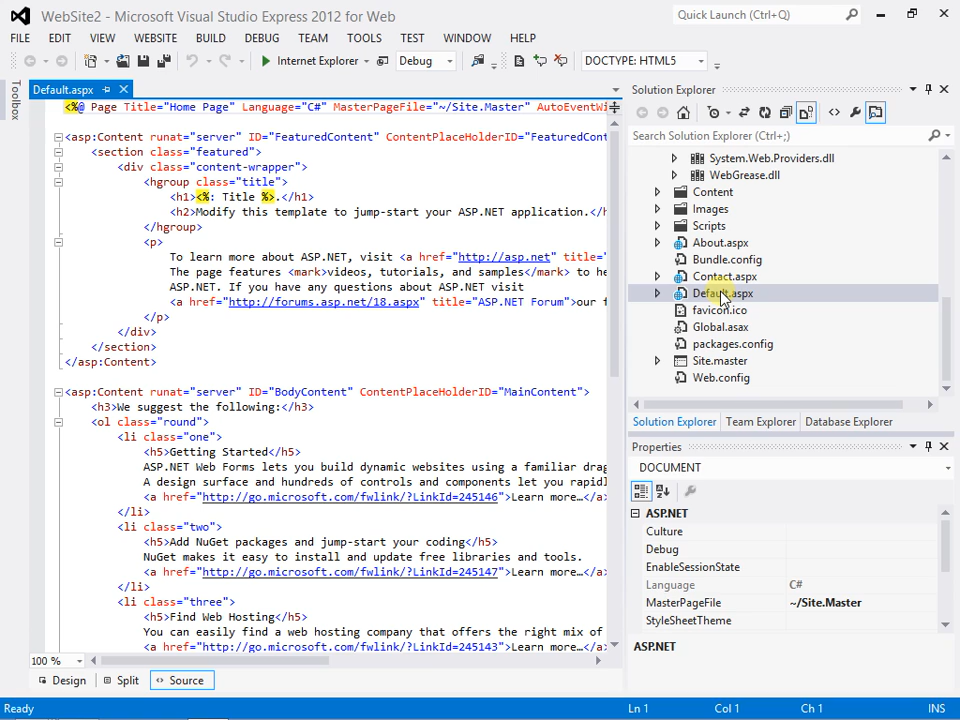 WebSite2 - Microsoft Visual Studio Express 2012 for Web
Quick Launch (Ctrl+Q)
FILE EDIT VIEW WEBSITE BUILD DEBUG TEAM TOOLS TEST WINDOW HELP
Internet Explorer Debug DOCTYPE: HTML5
Toolbox
Default.aspx
<%@ Page Title="Home Page" Language="C#" MasterPageFile="~/Site.Master" AutoEventWi
<asp:Content runat="server" ID="FeaturedContent" ContentPlaceHolderID="FeaturedCont
<section class="featured">
<div class="content-wrapper">
<hgroup class="title">
<h1><%: Title %>.</h1>
<h2>Modify this template to jump-start your ASP.NET application.</h
</hgroup>
<p>
To learn more about ASP.NET, visit <a href="http://asp.net" title="
The page features <mark>videos, tutorials, and samples</mark> to he
If you have any questions about ASP.NET visit
<a href="http://forums.asp.net/18.aspx" title="ASP.NET Forum">our f
</p>
</div>
</section>
</asp:Content>
<asp:Content runat="server" ID="BodyContent" ContentPlaceHolderID="MainContent">
<h3>We suggest the following:</h3>
<ol class="round">
<li class="one">
<h5>Getting Started</h5>
ASP.NET Web Forms lets you build dynamic websites using a familiar drag
A design surface and hundreds of controls and components let you rapidl
<a href="http://go.microsoft.com/fwlink/?LinkId=245146">Learn more…</a>
</li>
<li class="two">
<h5>Add NuGet packages and jump-start your coding</h5>
NuGet makes it easy to install and update free libraries and tools.
<a href="http://go.microsoft.com/fwlink/?LinkId=245147">Learn more…</a>
</li>
<li class="three">
<h5>Find Web Hosting</h5>
You can easily find a web hosting company that offers the right mix of
<a href="http://go.microsoft.com/fwlink/?LinkId=245143">Learn more…</a>
100 %
Design Split Source
Solution Explorer
Search Solution Explorer (Ctrl+;)
System.Web.Providers.dll
WebGrease.dll
Content
Images
Scripts
About.aspx
Bundle.config
Contact.aspx
Default.aspx
favicon.ico
Global.asax
packages.config
Site.master
Web.config
Solution Explorer Team Explorer Database Explorer
Properties
DOCUMENT
ASP.NET
Culture
Debug
EnableSessionState
Language C#
MasterPageFile ~/Site.Master
StyleSheetTheme
ASP.NET
Ready Ln 1 Col 1 Ch 1 INS